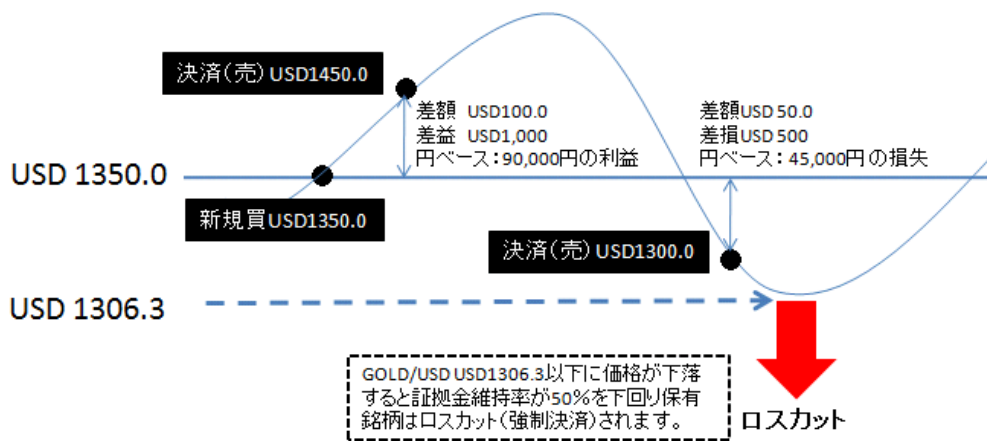 決済(売) USD1450.0
差額 USD100.0
差益 USD1,000
円ベース：90,000円の利益
差額USD 50.0
差損USD 500
円ベース： 45,000円の損失
USD 1350.0
新規買USD1350.0
決済(売) USD1300.0
USD 1306.3
GOLD/USD USD1306.3以下に価格が下落
すると証拠金維持率が50%を下回り保有
銘柄はロスカット(強制決済)されます。
ロスカット